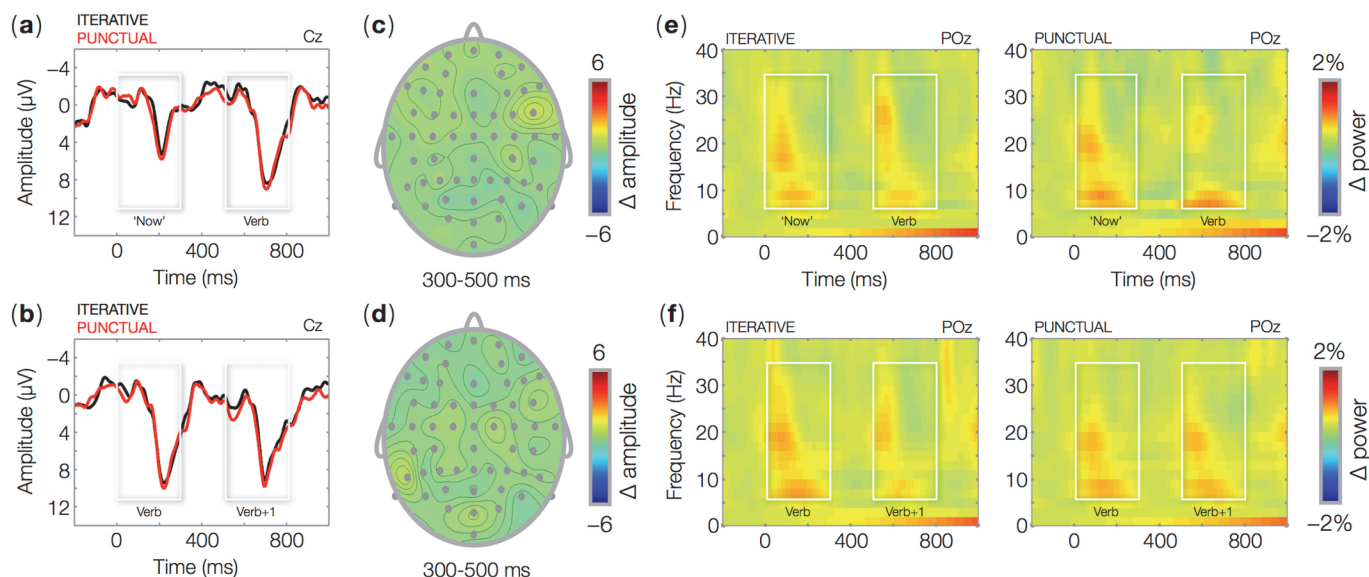 (a)
ITERATIVE
PUNCTUAL
Cz
Amplitude (µV)
−4
0
4
8
12
'Now'
Verb
0
400
800
Time (ms)
(c)
6
Δ amplitude
−6
300-500 ms
(e)
ITERATIVE
POz
Frequency (Hz)
40
30
20
10
0
'Now'
Verb
0
400
800
Time (ms)
PUNCTUAL
POz
40
30
20
10
0
'Now'
Verb
0
400
800
Time (ms)
2%
Δ power
−2%
(b)
ITERATIVE
PUNCTUAL
Cz
Amplitude (µV)
−4
0
4
8
12
Verb
Verb+1
0
400
800
Time (ms)
(d)
6
Δ amplitude
−6
300-500 ms
(f)
ITERATIVE
POz
Frequency (Hz)
40
30
20
10
0
Verb
Verb+1
0
400
800
Time (ms)
PUNCTUAL
POz
40
30
20
10
0
Verb
Verb+1
0
400
800
Time (ms)
2%
Δ power
−2%